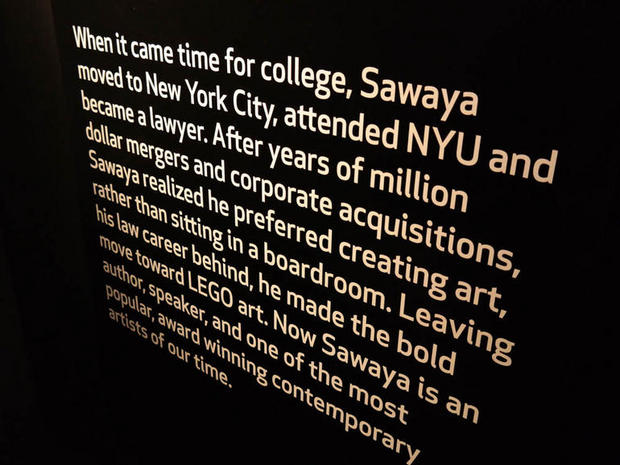 When it came time for college, Sawaya
moved to New York City, attended NYU and
became a lawyer. After years of million
dollar mergers and corporate acquisitions,
Sawaya realized he preferred creating art,
rather than sitting in a boardroom. Leaving
his law career behind, he made the bold
move toward LEGO art. Now Sawaya is an
author, speaker, and one of the most
popular, award winning contemporary
artists of our time.